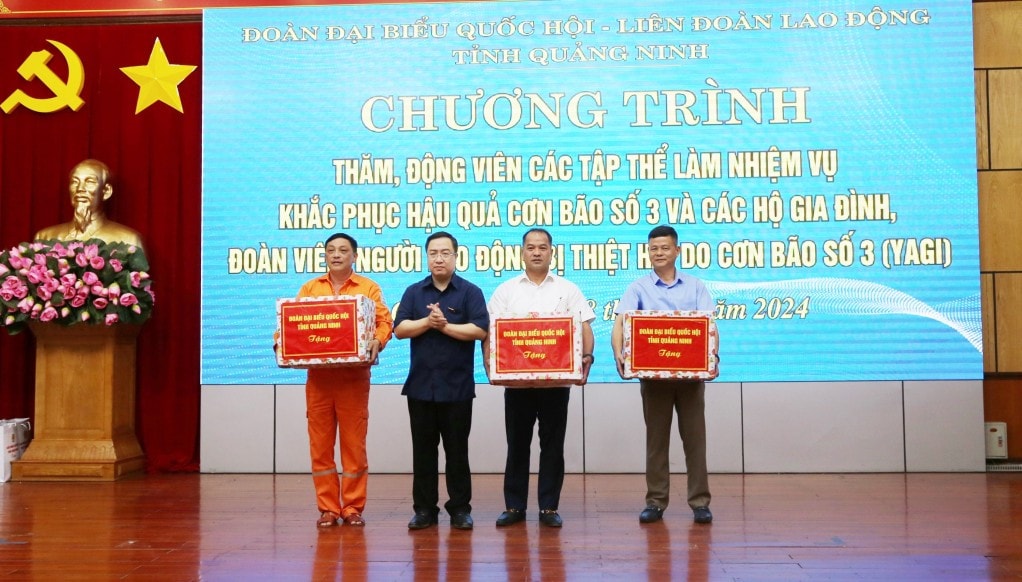 ĐOÀN ĐẠI BIỂU QUỐC HỘI - LIÊN ĐOÀN LAO ĐỘNG
TỈNH QUẢNG NINH
CHƯƠNG TRÌNH
THĂM, ĐỘNG VIÊN CÁC TẬP THỂ LÀM NHIỆM VỤ
KHẮC PHỤC HẬU QUẢ CƠN BÃO SỐ 3 VÀ CÁC HỘ GIA ĐÌNH,
ĐOÀN NGƯỜI BỊ THIỆT DO CƠN BÃO SỐ 3 (YAGI)
2024
ĐOÀN ĐẠI BIỂU QUỐC HỘI
TỈNH QUẢNG NINH
Tặng
ĐOÀN ĐẠI BIỂU QUỐC HỘI
TỈNH QUẢNG NINH
Tặng
ĐOÀN ĐẠI BIỂU QUỐC HỘI
TỈNH QUẢNG NINH
Tặng